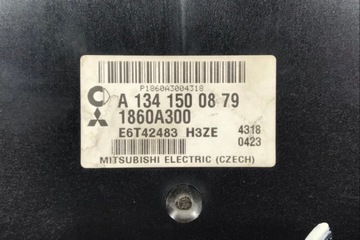 P1860A3004318
A 134 150 08 79
1860A300
E6T42483 H3ZE 4318
0423
MITSUBISHI ELECTRIC (CZECH)